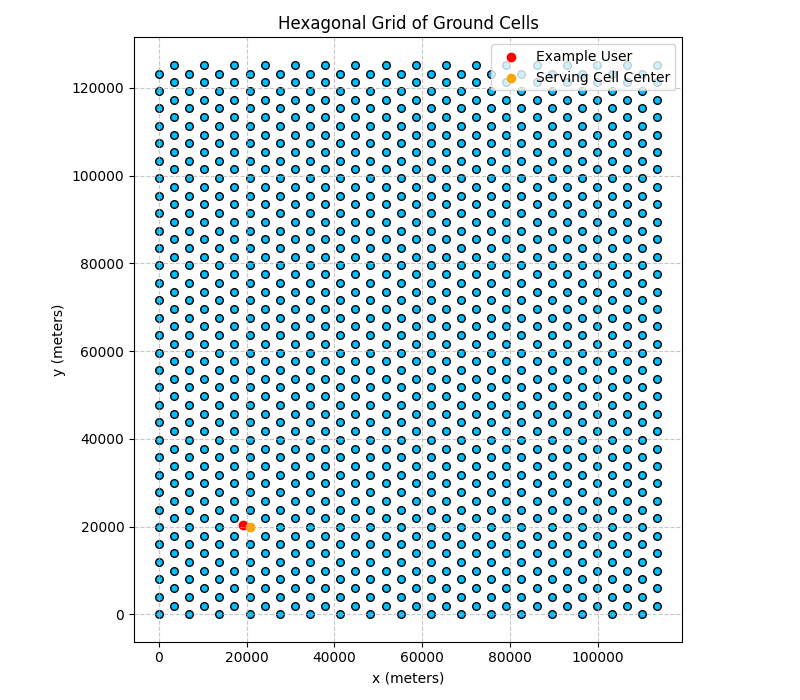 Hexagonal Grid of Ground Cells
Example User
Serving Cell Center
120000
100000
80000
60000
40000
20000
0
y (meters)
0 20000 40000 60000 80000 100000
x (meters)